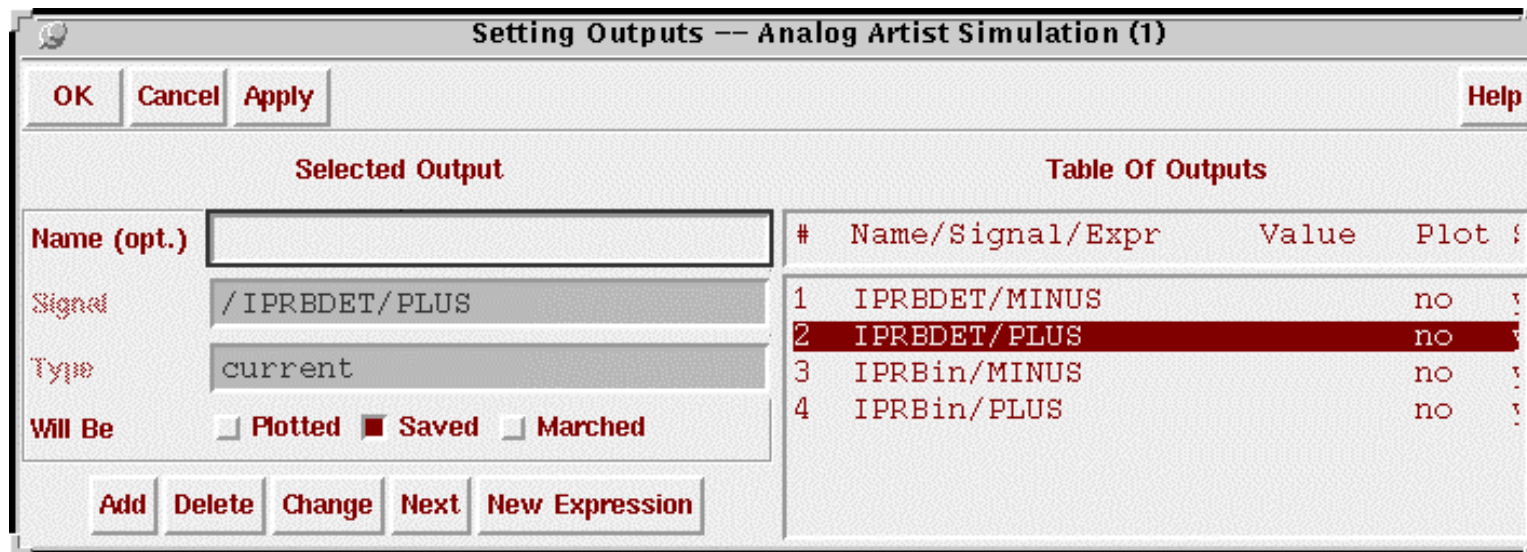 Setting Outputs -- Analog Artist Simulation (1)
OK Cancel Apply Help
Selected Output
Name (opt.)
Signal /IPRBDET/PLUS
Type current
Will Be Plotted Saved Marched
Add Delete Change Next New Expression
Table Of Outputs
# Name/Signal/Expr Value Plot
1 IPRBDET/MINUS no
2 IPRBDET/PLUS no
3 IPRBin/MINUS no
4 IPRBin/PLUS no